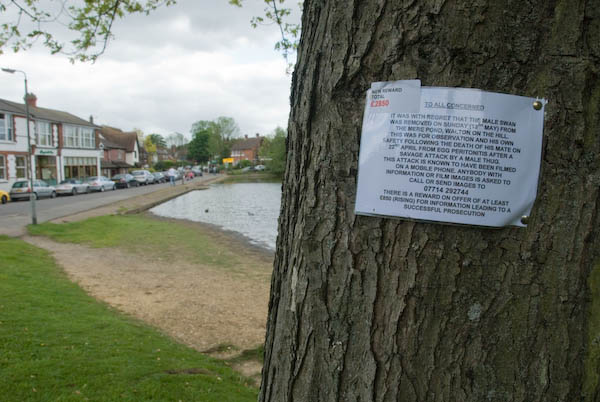 NEW REWARD
TOTAL
£2850
TO ALL CONCERNED
IT WAS WITH REGRET THAT THE MALE SWAN
WAS REMOVED ON SUNDAY MAY) FROM
THE MERE POND, WALTON ON THE HILL.
THIS WAS FOR OBSERVATION AND HIS OWN
SAFETY FOLLOWING THE DEATH OF HIS MATE ON
22ND APRIL FROM EGG PERITONITIS AFTER A
SAVAGE ATTACK BY A MALE THUG.
THIS ATTACK IS KNOWN TO HAVE BEEN FILMED
ON A MOBILE PHONE. ANYBODY WITH
INFORMATION OR FILM IMAGES IS ASKED TO
CALL OR SEND IMAGES TO
07714 292744
THERE IS A REWARD ON OFFER OF AT LEAST
£650 (RISING) FOR INFORMATION LEADING TO A
SUCCESSFUL PROSECUTION